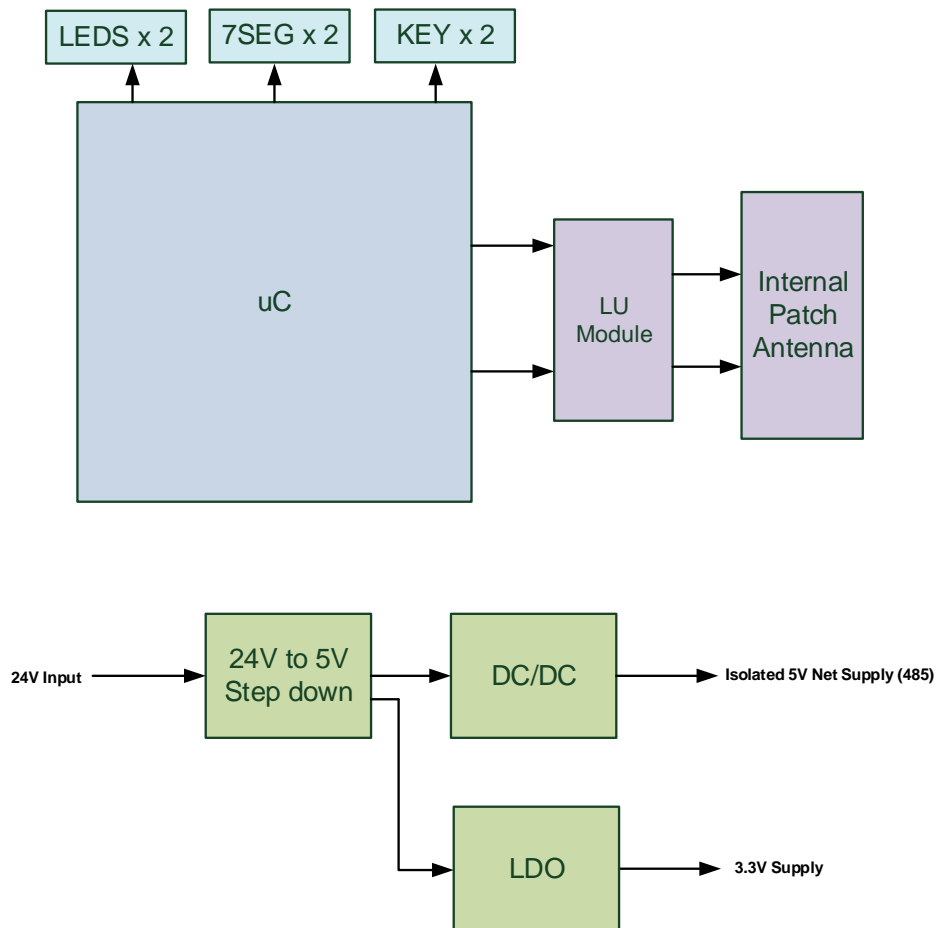 LEDS x 2
7SEG x 2
KEY x 2
uC
LU
Module
Internal
Patch
Antenna
24V Input
24V to 5V
Step down
DC/DC
Isolated 5V Net Supply (485)
LDO
3.3V Supply